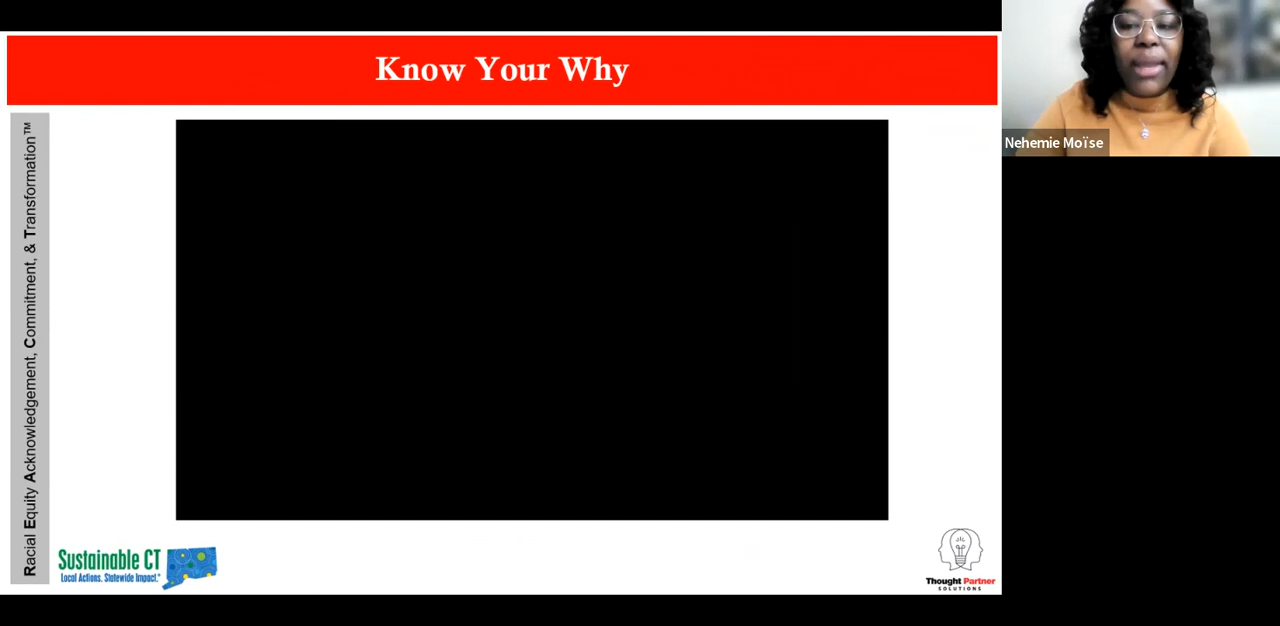 Know Your Why
Nehemie Moïse
Racial Equity Acknowledgement, Commitment, & Transformation™
Sustainable CT
Local Actions. Statewide Impact.®
Thought Partner
SOLUTIONS